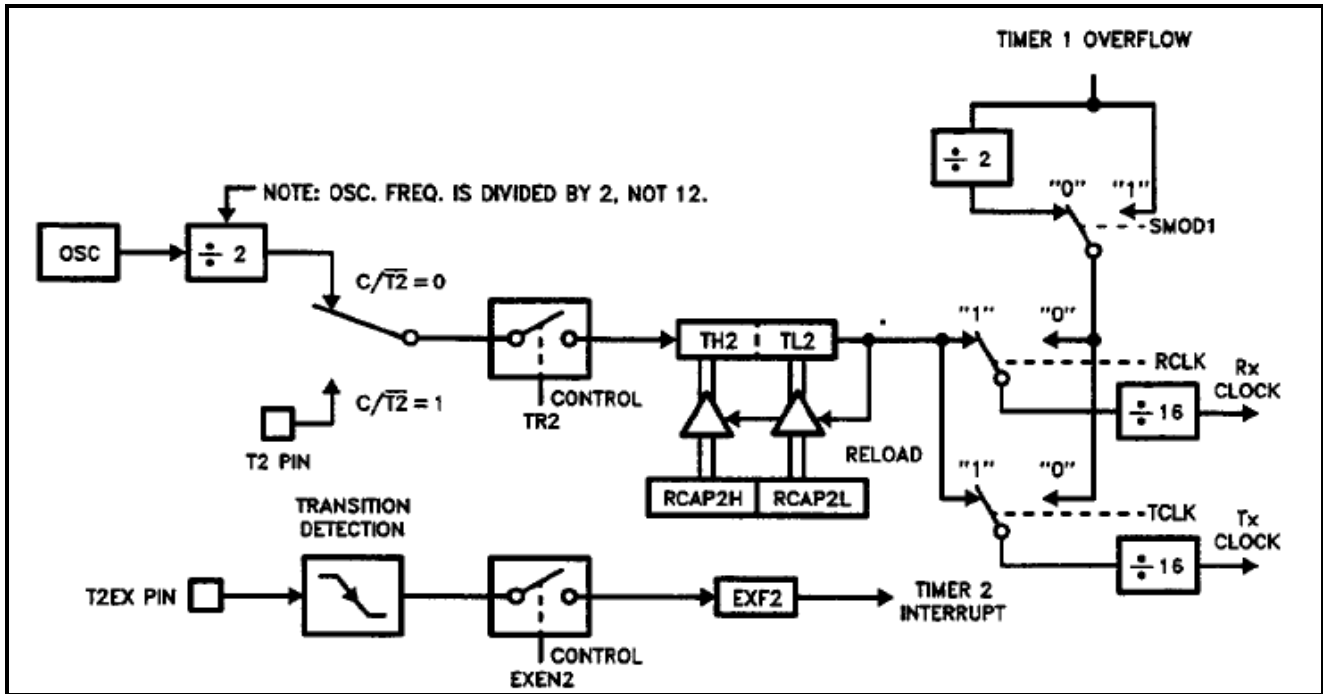 TIMER 1 OVERFLOW
÷ 2
"0" "1"
SMOD1
NOTE: OSC. FREQ. IS DIVIDED BY 2, NOT 12.
OSC
÷ 2
C/T2̅ = 0
C/T2̅ = 1
T2 PIN
CONTROL
TR2
TH2 TL2
RELOAD
RCAP2H RCAP2L
"1" "0"
RCLK
Rx
CLOCK
÷ 16
"1" "0"
TCLK
Tx
CLOCK
÷ 16
TRANSITION
DETECTION
T2EX PIN
CONTROL
EXEN2
EXF2
TIMER 2
INTERRUPT